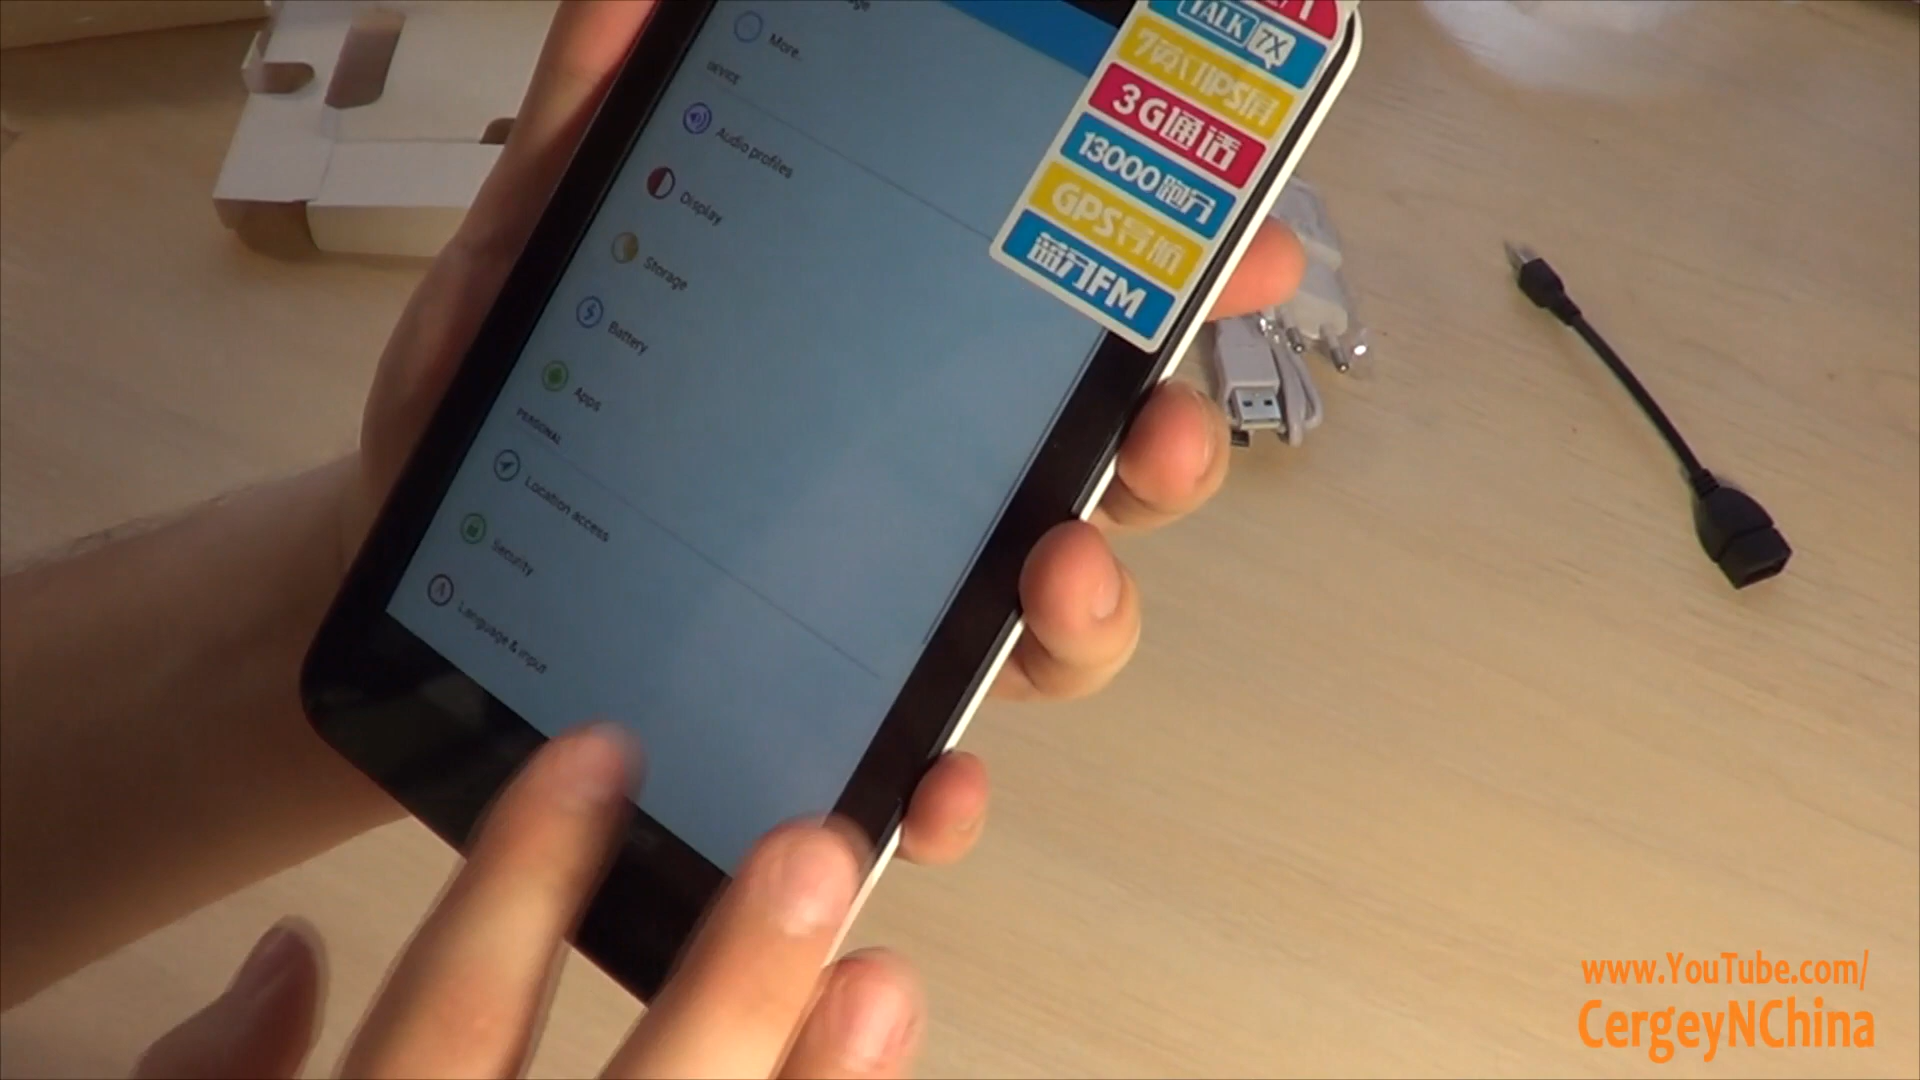 More…
DEVICE
Audio profiles
Display
Storage
Battery
Apps
PERSONAL
Location access
Security
Language & input
TALK 7X
7英寸IPS屏
3G通话
13000跑分
GPS导航
蓝牙FM
www.YouTube.com/
CergeyNChina